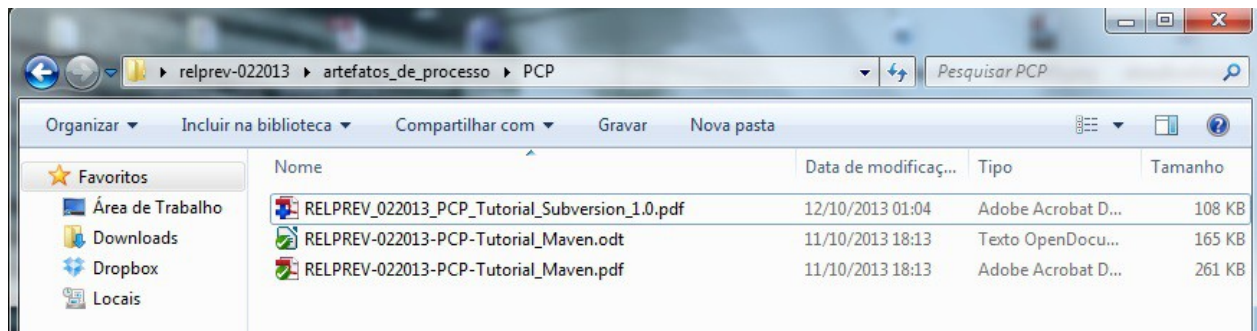 relprev-022013 artefatos_de_processo PCP Pesquisar PCP
Organizar Incluir na biblioteca Compartilhar com Gravar Nova pasta
Favoritos Nome Data de modificaç... Tipo Tamanho
Área de Trabalho RELPREV_022013_PCP_Tutorial_Subversion_1.0.pdf 12/10/2013 01:04 Adobe Acrobat D... 108 KB
Downloads RELPREV-022013-PCP-Tutorial_Maven.odt 11/10/2013 18:13 Texto OpenDocu... 165 KB
Dropbox RELPREV-022013-PCP-Tutorial_Maven.pdf 11/10/2013 18:13 Adobe Acrobat D... 261 KB
Locais